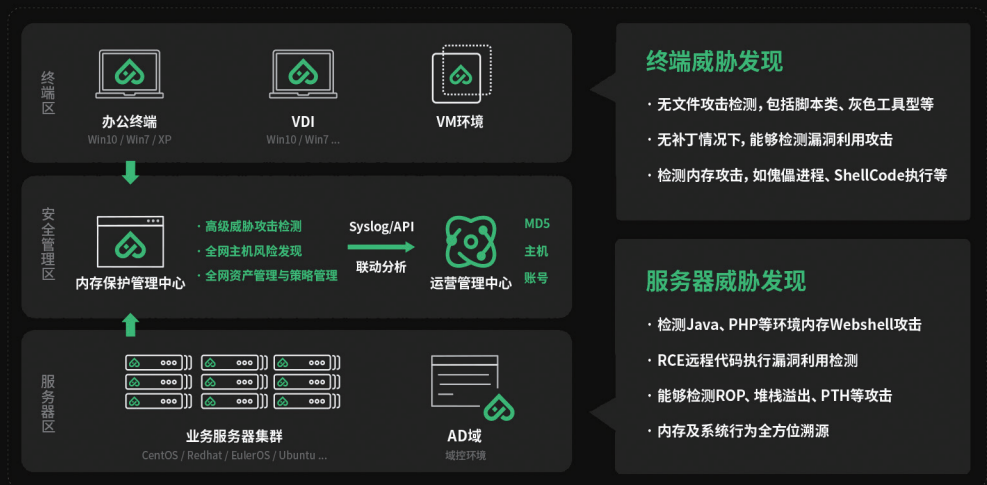 终端区
办公终端
Win10 / Win7 / XP
VDI
Win10 / Win7 ...
VM环境
安全管理区
内存保护管理中心
· 高级威胁攻击检测
· 全网主机风险发现
· 全网资产管理与策略管理
Syslog/API
联动分析
运营管理中心
MD5
主机
账号
服务器区
业务服务器集群
CentOS / Redhat / EulerOS / Ubuntu ...
AD域
域控环境
终端威胁发现
· 无文件攻击检测，包括脚本类、灰色工具型等
· 无补丁情况下，能够检测漏洞利用攻击
· 检测内存攻击，如傀儡进程、ShellCode执行等
服务器威胁发现
· 检测Java、PHP等环境内存Webshell攻击
· RCE远程代码执行漏洞利用检测
· 能够检测ROP、堆栈溢出、PTH等攻击
· 内存及系统行为全方位溯源